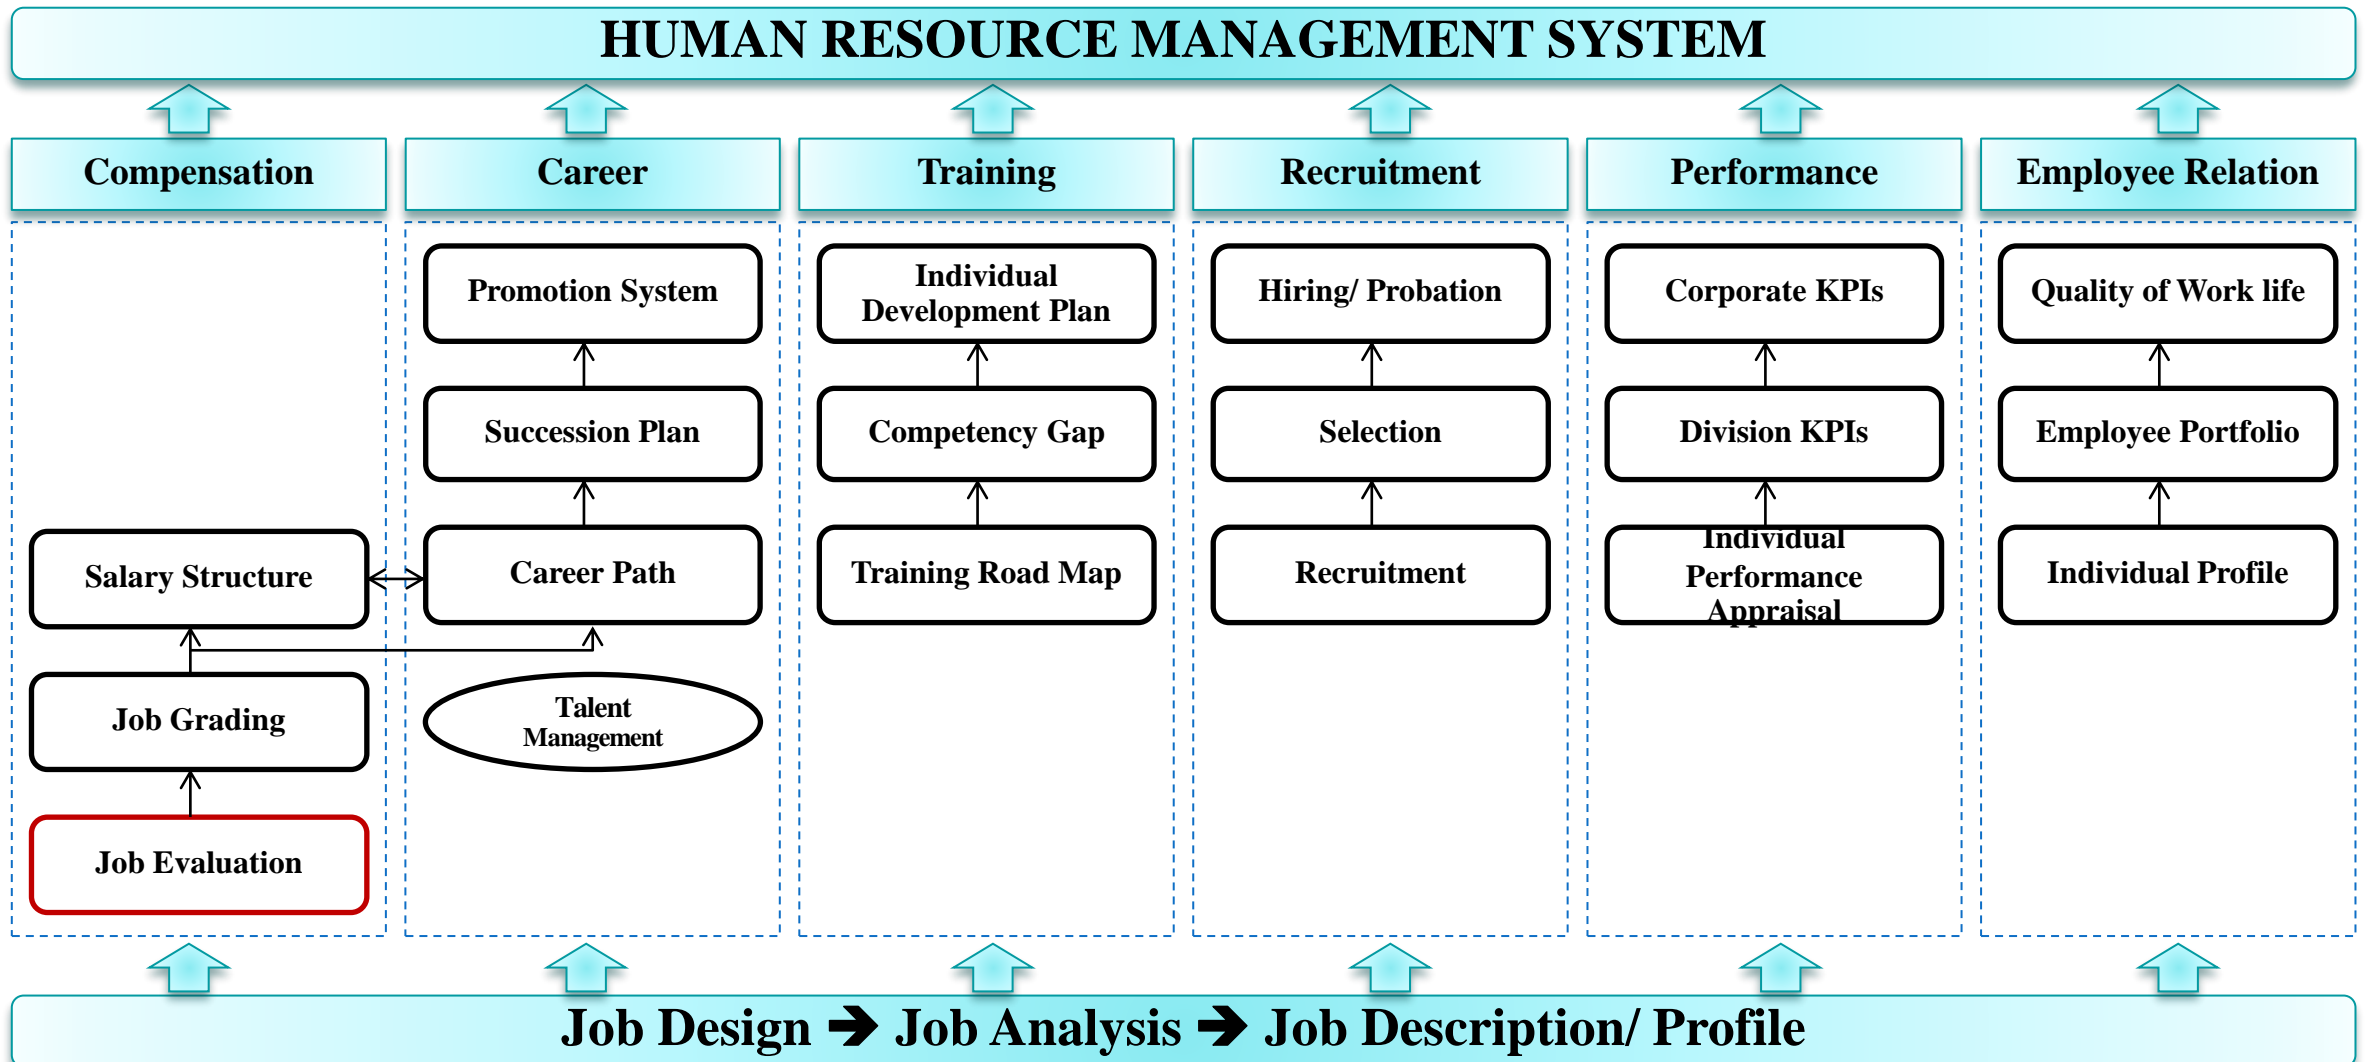 HUMAN RESOURCE MANAGEMENT SYSTEM
Compensation
Career
Training
Recruitment
Performance
Employee Relation
Salary Structure
Job Grading
Job Evaluation
Promotion System
Succession Plan
Career Path
Talent
Management
Individual
Development Plan
Competency Gap
Training Road Map
Hiring/ Probation
Selection
Recruitment
Corporate KPIs
Division KPIs
Individual
Performance
Appraisal
Quality of Work life
Employee Portfolio
Individual Profile
Job Design ➔ Job Analysis ➔ Job Description/ Profile